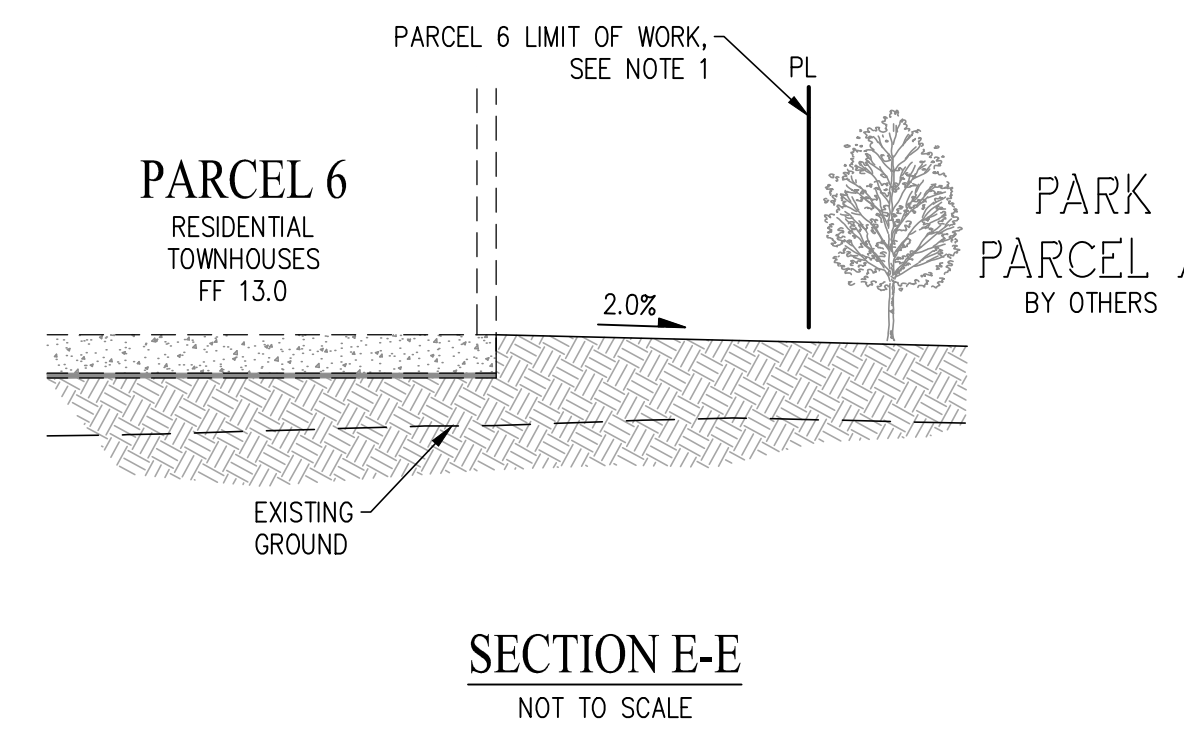 PARCEL 6 LIMIT OF WORK,
SEE NOTE 1
PL
PARCEL 6
RESIDENTIAL
TOWNHOUSES
FF 13.0
2.0%
PARK
PARCEL
BY OTHERS
EXISTING
GROUND
SECTION E-E
NOT TO SCALE